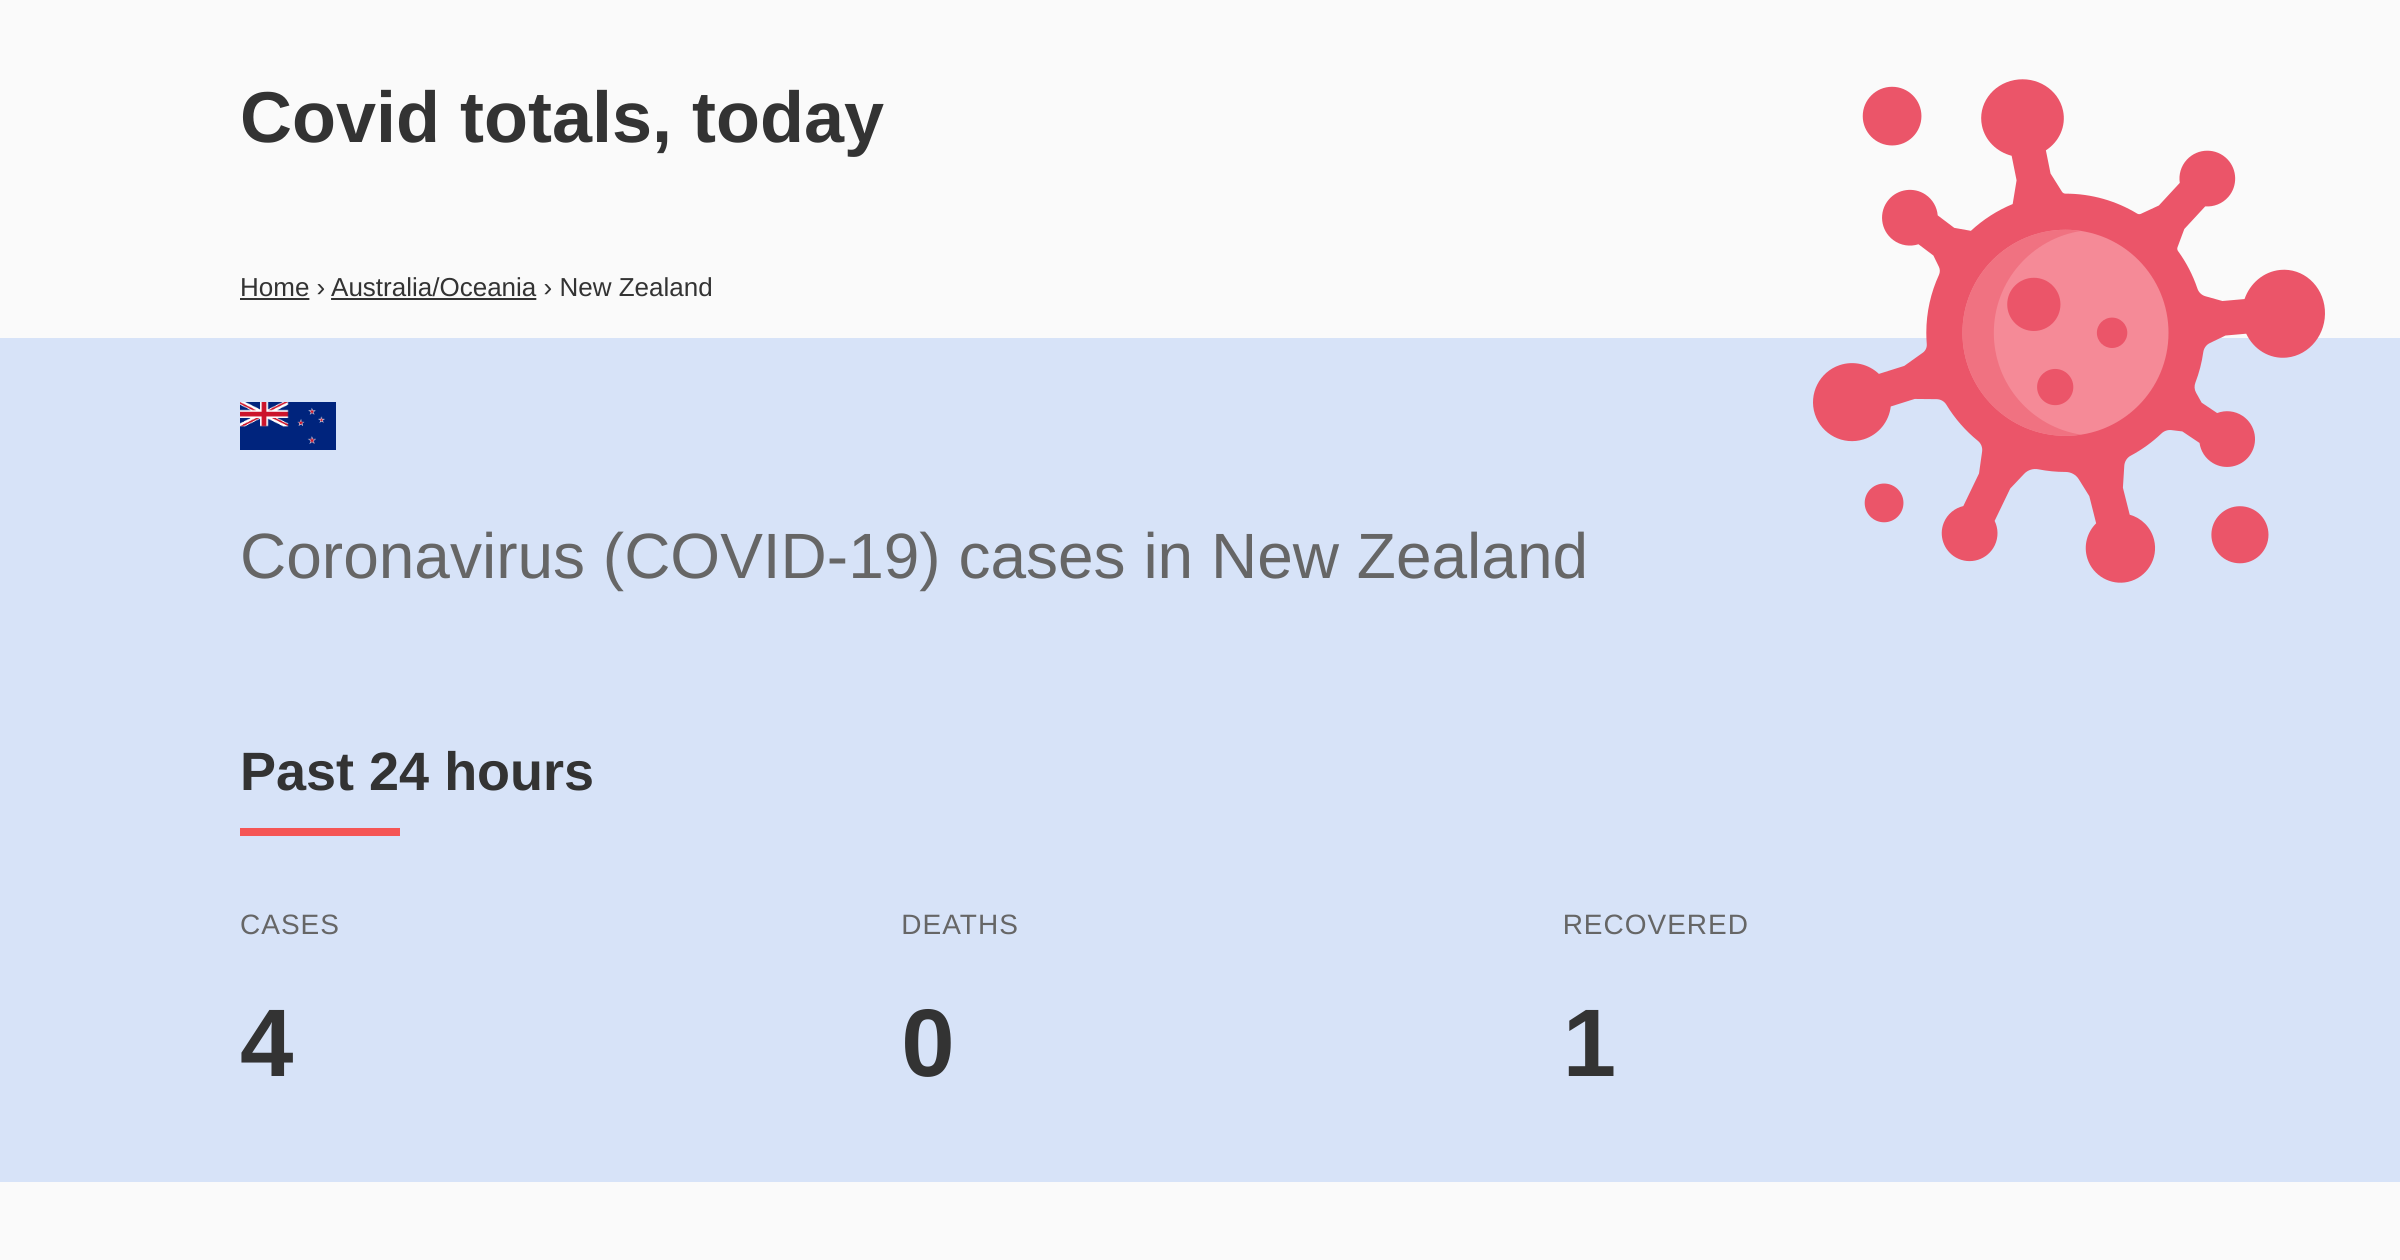 Covid totals, today
Home › Australia/Oceania › New Zealand
Coronavirus (COVID-19) cases in New Zealand
Past 24 hours
CASES DEATHS RECOVERED
4 0 1